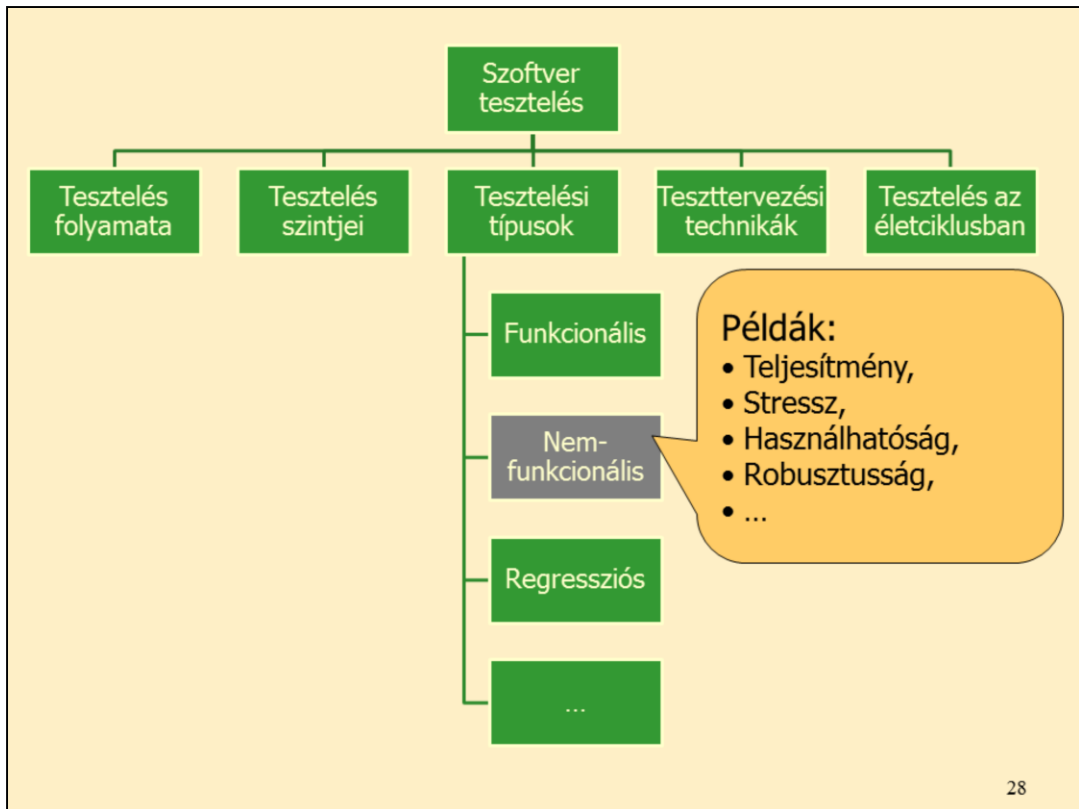 Szoftver
tesztelés
Tesztelés
folyamata
Tesztelés
szintjei
Tesztelési
típusok
Teszttervezési
technikák
Tesztelés az
életciklusban
Funkcionális
Nem-
funkcionális
Regressziós
...
Példák:
• Teljesítmény,
• Stressz,
• Használhatóság,
• Robusztusság,
• ...
28